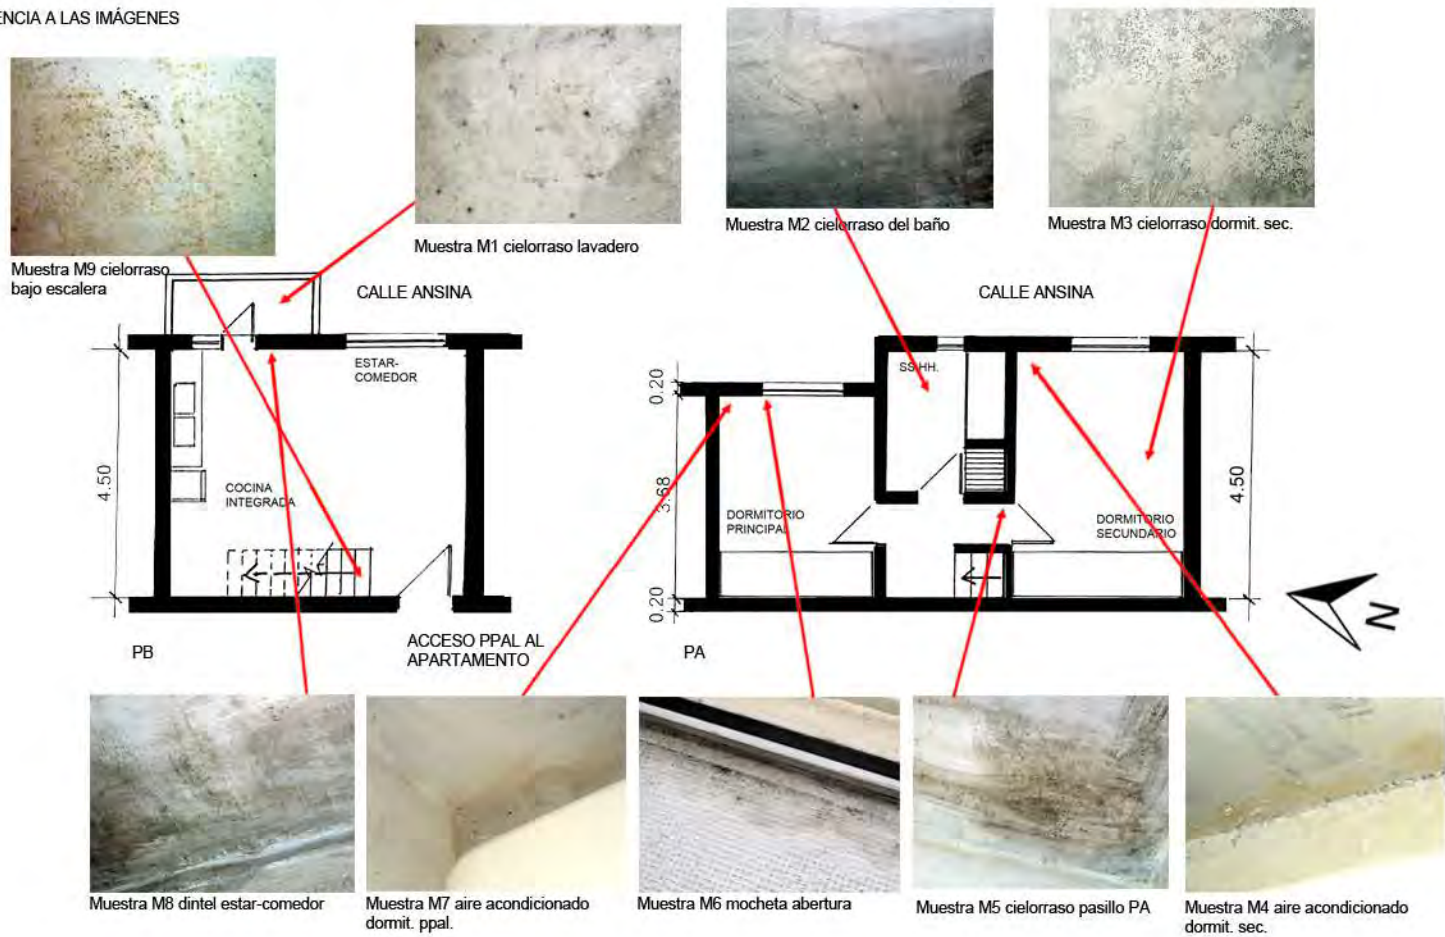 ENCIA A LAS IMÁGENES
Muestra M9 cielorraso
bajo escalera
Muestra M1 cielorraso lavadero
Muestra M2 cielorraso del baño
Muestra M3 cielorraso dormit. sec.
CALLE ANSINA
CALLE ANSINA
ESTAR-
COMEDOR
SS.HH.
0.20
4.50
COCINA
INTEGRADA
3.68
DORMITORIO
PRINCIPAL
DORMITORIO
SECUNDARIO
4.50
0.20
N
PB
ACCESO PPAL AL
APARTAMENTO
PA
Muestra M8 dintel estar-comedor
Muestra M7 aire acondicionado
dormit. ppal.
Muestra M6 mocheta abertura
Muestra M5 cielorraso pasillo PA
Muestra M4 aire acondicionado
dormit. sec.